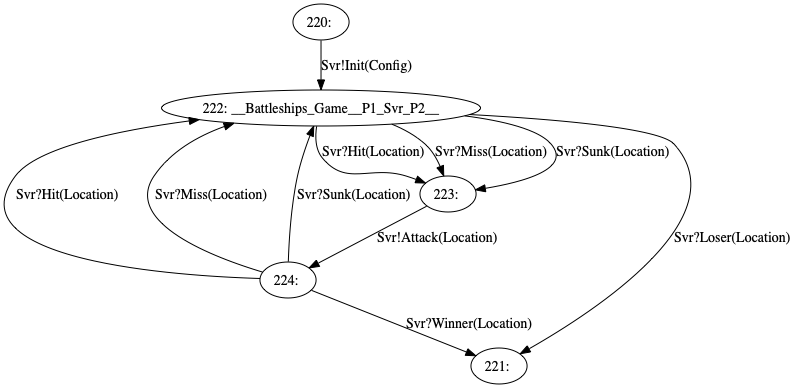 220:
Svr!Init(Config)
222: __Battleships_Game__P1_Svr_P2__
Svr?Hit(Location)
Svr?Miss(Location)
Svr?Sunk(Location)
Svr?Hit(Location)
Svr?Miss(Location)
Svr?Sunk(Location)
223:
Svr!Attack(Location)
Svr?Loser(Location)
224:
Svr?Winner(Location)
221: